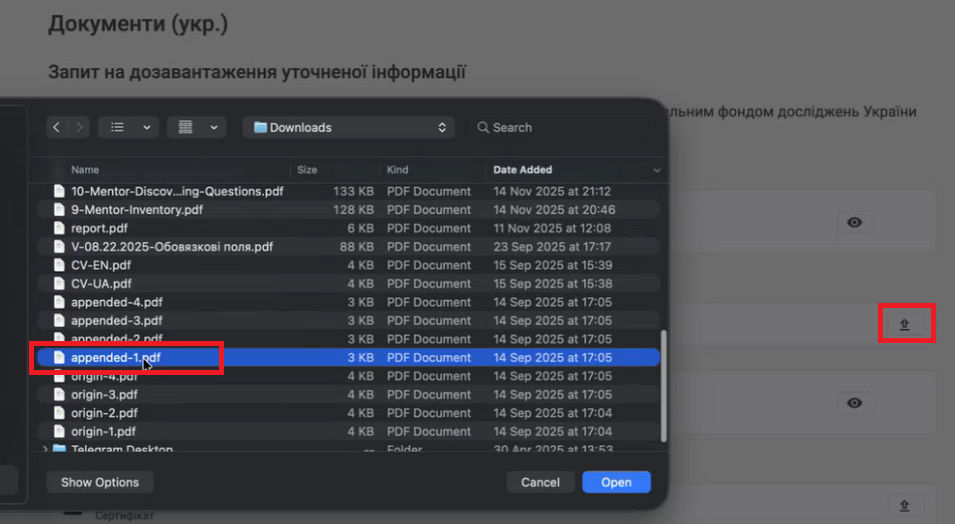 Документи (укр.)
Запит на дозавантаження уточненої інформації
ельним фондом досліджень України
Downloads
Search
Name Size Kind Date Added
10-Mentor-Discov...ing-Questions.pdf 133 KB PDF Document 14 Nov 2025 at 21:12
9-Mentor-Inventory.pdf 128 KB PDF Document 14 Nov 2025 at 20:46
report.pdf 6 KB PDF Document 11 Nov 2025 at 12:08
V-08.22.2025-Обовязкові поля.pdf 88 KB PDF Document 23 Sep 2025 at 17:17
CV-EN.pdf 4 KB PDF Document 15 Sep 2025 at 15:39
CV-UA.pdf 4 KB PDF Document 15 Sep 2025 at 15:38
appended-4.pdf 3 KB PDF Document 14 Sep 2025 at 17:05
appended-3.pdf 3 KB PDF Document 14 Sep 2025 at 17:05
appended-2.pdf 3 KB PDF Document 14 Sep 2025 at 17:05
appended-1.pdf 3 KB PDF Document 14 Sep 2025 at 17:05
origin-4.pdf 4 KB PDF Document 14 Sep 2025 at 17:05
origin-3.pdf 4 KB PDF Document 14 Sep 2025 at 17:05
origin-2.pdf 4 KB PDF Document 14 Sep 2025 at 17:04
origin-1.pdf 4 KB PDF Document 14 Sep 2025 at 17:04
Telegram Desktop -- Folder 30 Apr 2025 at 13:53
Show Options Cancel Open
Сертифікат